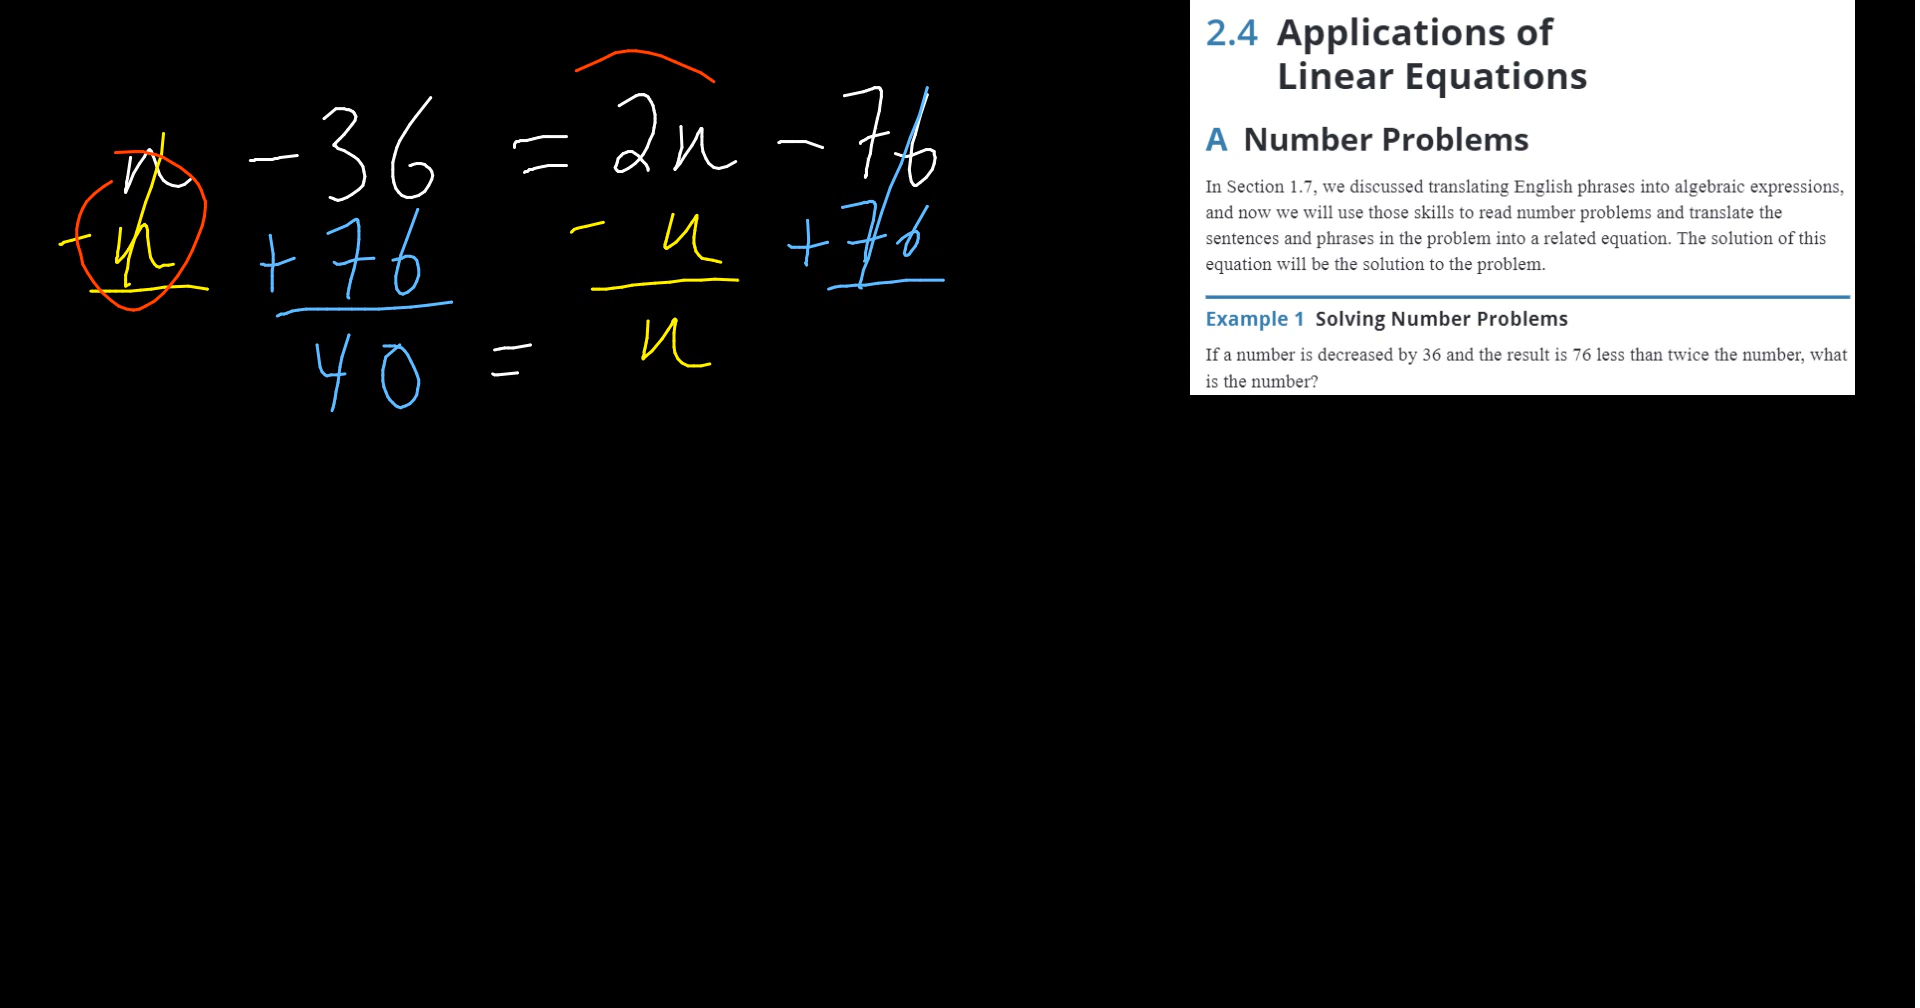 n - 36 = 2n - 76
- n + 76 - n + 76
40 = n
2.4 Applications of
Linear Equations
A Number Problems
In Section 1.7, we discussed translating English phrases into algebraic expressions,
and now we will use those skills to read number problems and translate the
sentences and phrases in the problem into a related equation. The solution of this
equation will be the solution to the problem.
Example 1 Solving Number Problems
If a number is decreased by 36 and the result is 76 less than twice the number, what
is the number?